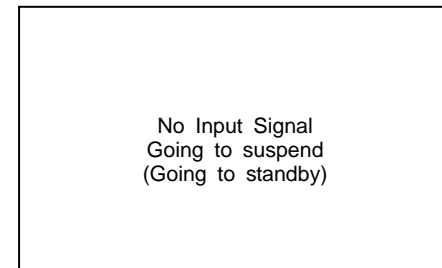 No Input Signal
Going to suspend
(Going to standby)